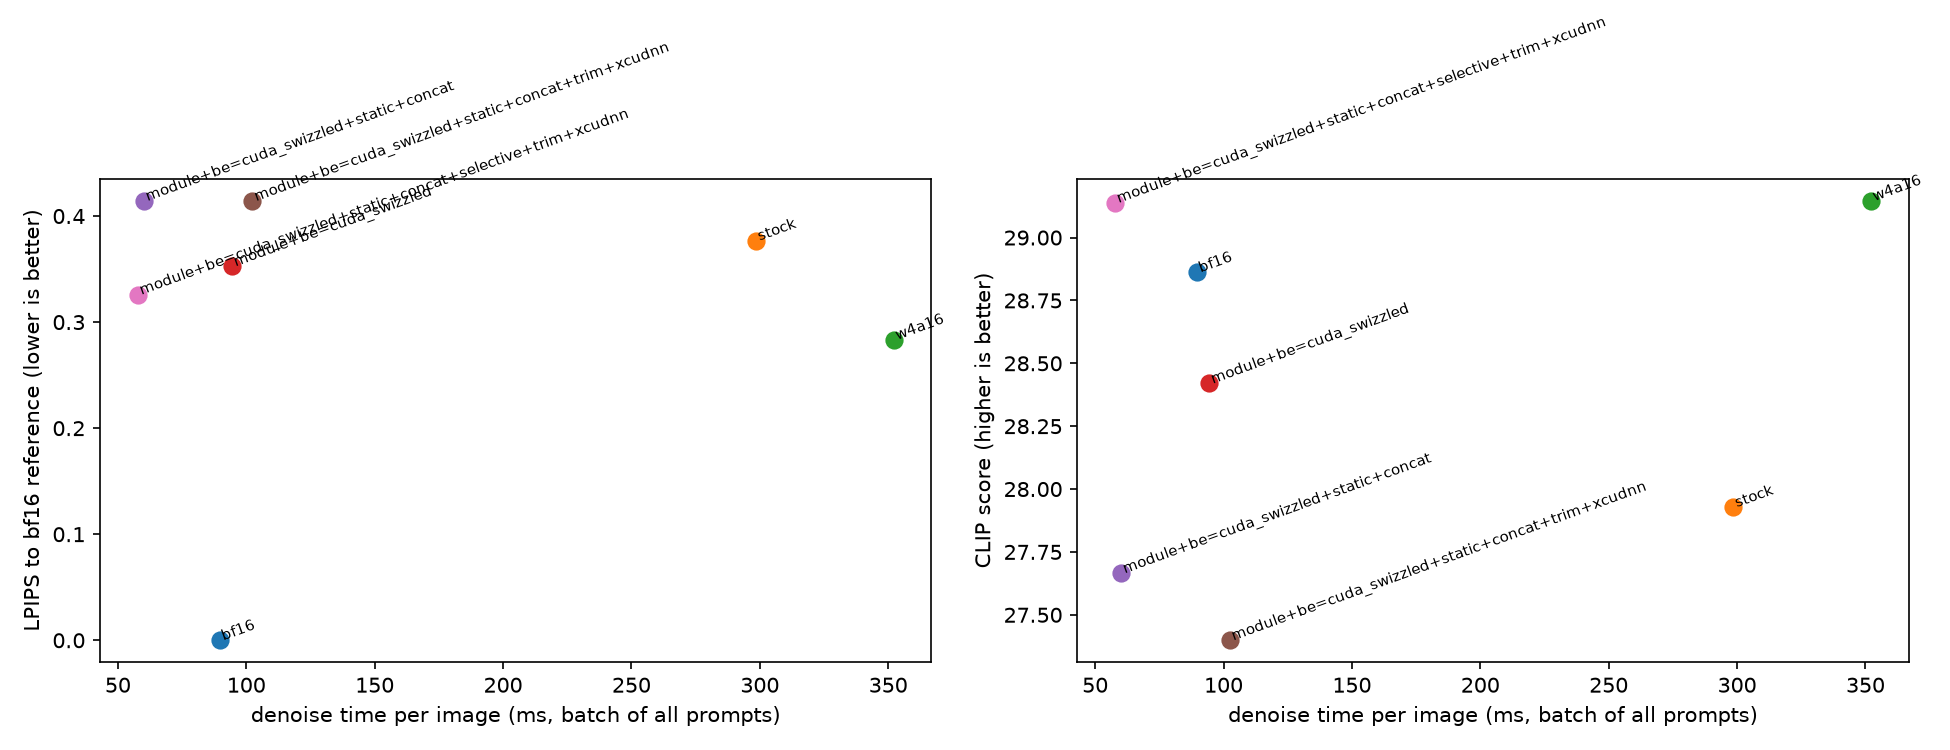 module+be=cuda_swizzled+static+concat
module+be=cuda_swizzled+static+concat+trim+xcudnn
module+be=cuda_swizzled+static+concat+selective+trim+xcudnn
module+be=cuda_swizzled
stock
w4a16
bf16
LPIPS to bf16 reference (lower is better)
0.4
0.3
0.2
0.1
0.0
50 100 150 200 250 300 350
denoise time per image (ms, batch of all prompts)
module+be=cuda_swizzled+static+concat+selective+trim+xcudnn
w4a16
bf16
module+be=cuda_swizzled
module+be=cuda_swizzled+static+concat
stock
module+be=cuda_swizzled+static+concat+trim+xcudnn
CLIP score (higher is better)
29.00
28.75
28.50
28.25
28.00
27.75
27.50
50 100 150 200 250 300 350
denoise time per image (ms, batch of all prompts)